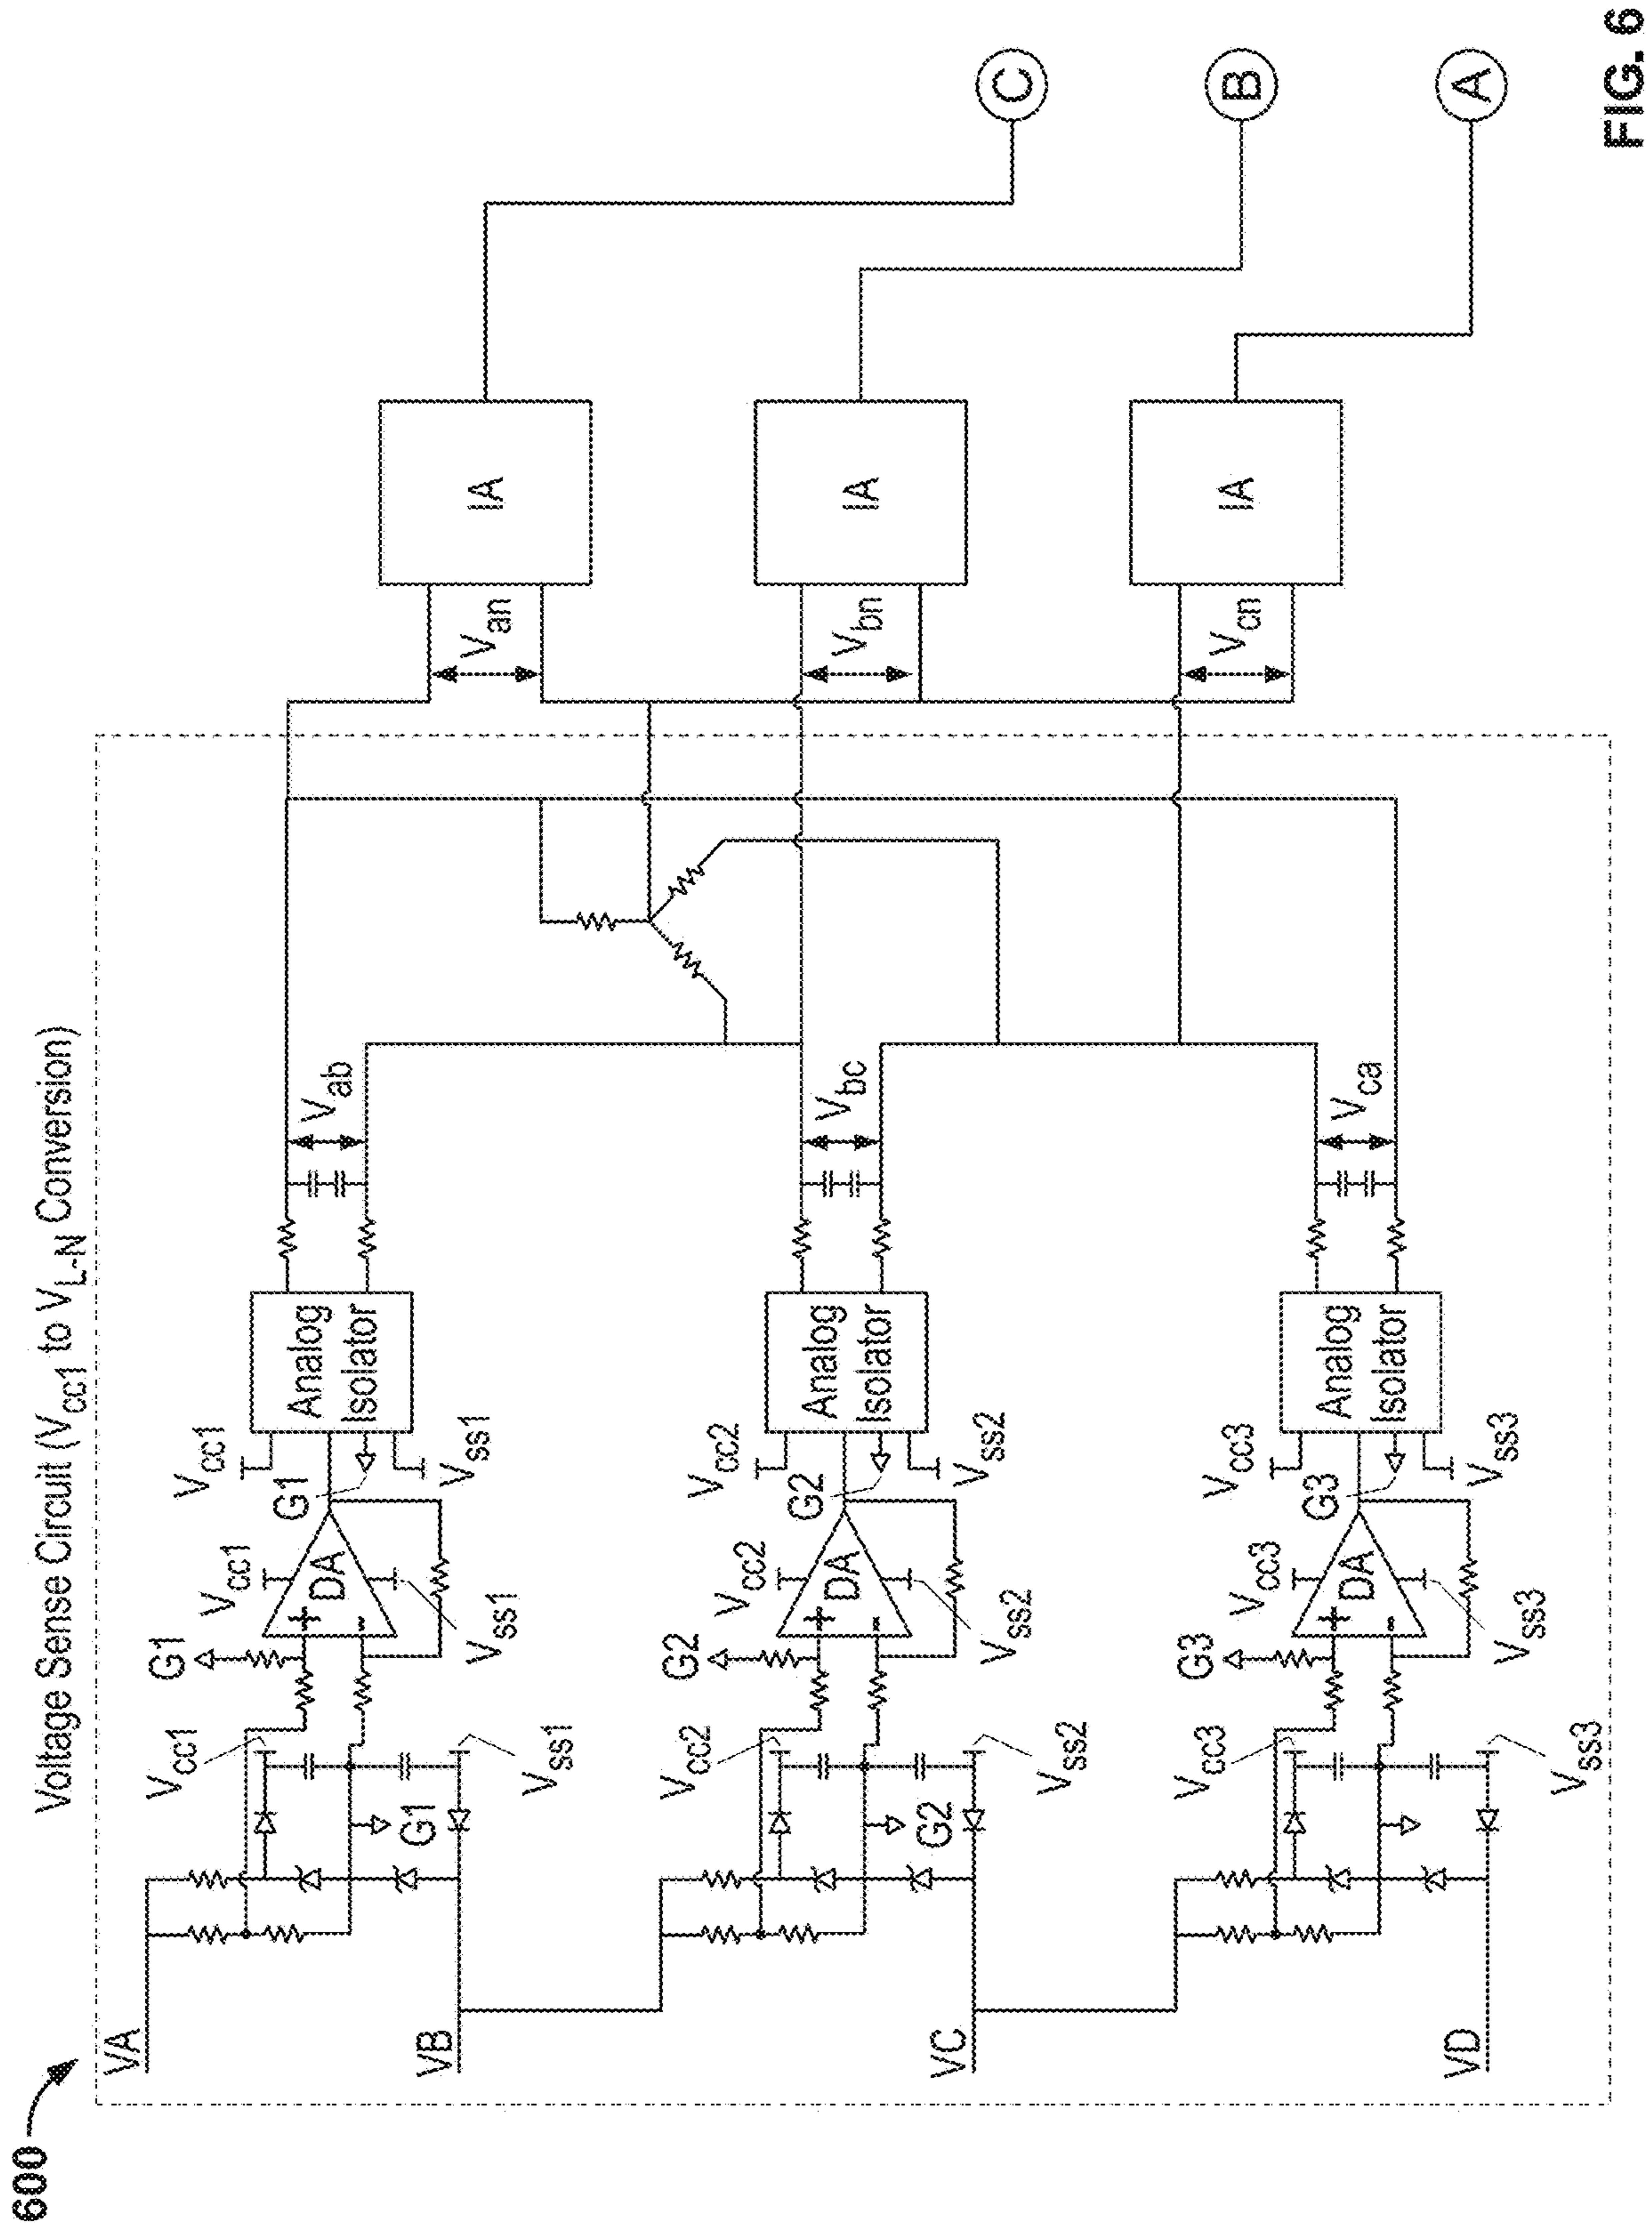 600
Voltage Sense Circuit (Vcc1 to VL-N Conversion)
VA
VB
VC
VD
Vcc1
G1
Vss1
G1
Vcc1
+
DA
-
Vss1
Vcc1
G1
Vss1
Analog
Isolator
Vab
Van
IA
C
Vcc2
G2
Vss2
G2
Vcc2
+
DA
-
Vss2
Vcc2
G2
Vss2
Analog
Isolator
Vbc
Vbn
IA
B
Vcc3
Vss3
G3
Vcc3
+
DA
-
Vss3
Vcc3
G3
Vss3
Analog
Isolator
Vca
Vcn
IA
A
FIG. 6